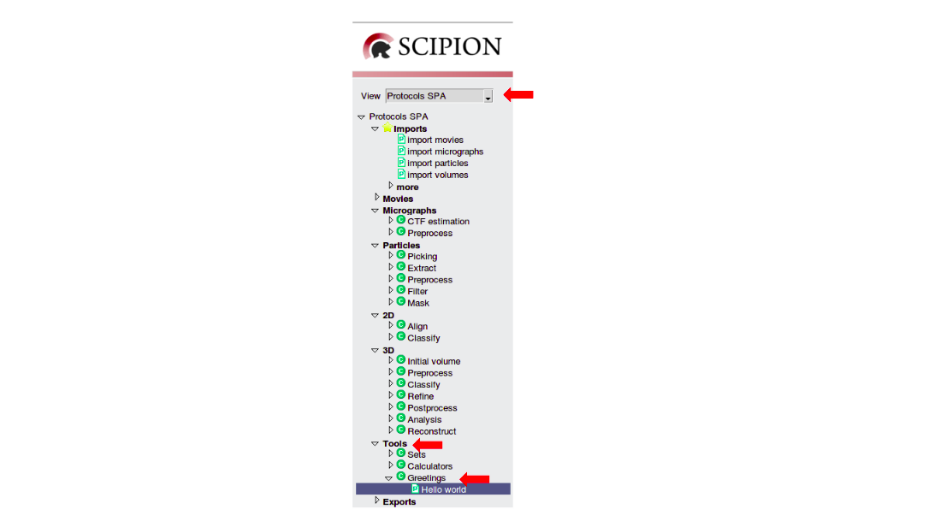 SCIPION
View Protocols SPA
Protocols SPA
Imports
import movies
import micrographs
import particles
import volumes
more
Movies
Micrographs
CTF estimation
Preprocess
Particles
Picking
Extract
Preprocess
Filter
Mask
2D
Align
Classify
3D
Initial volume
Preprocess
Classify
Refine
Postprocess
Analysis
Reconstruct
Tools
Sets
Calculators
Greetings
Hello world
Exports